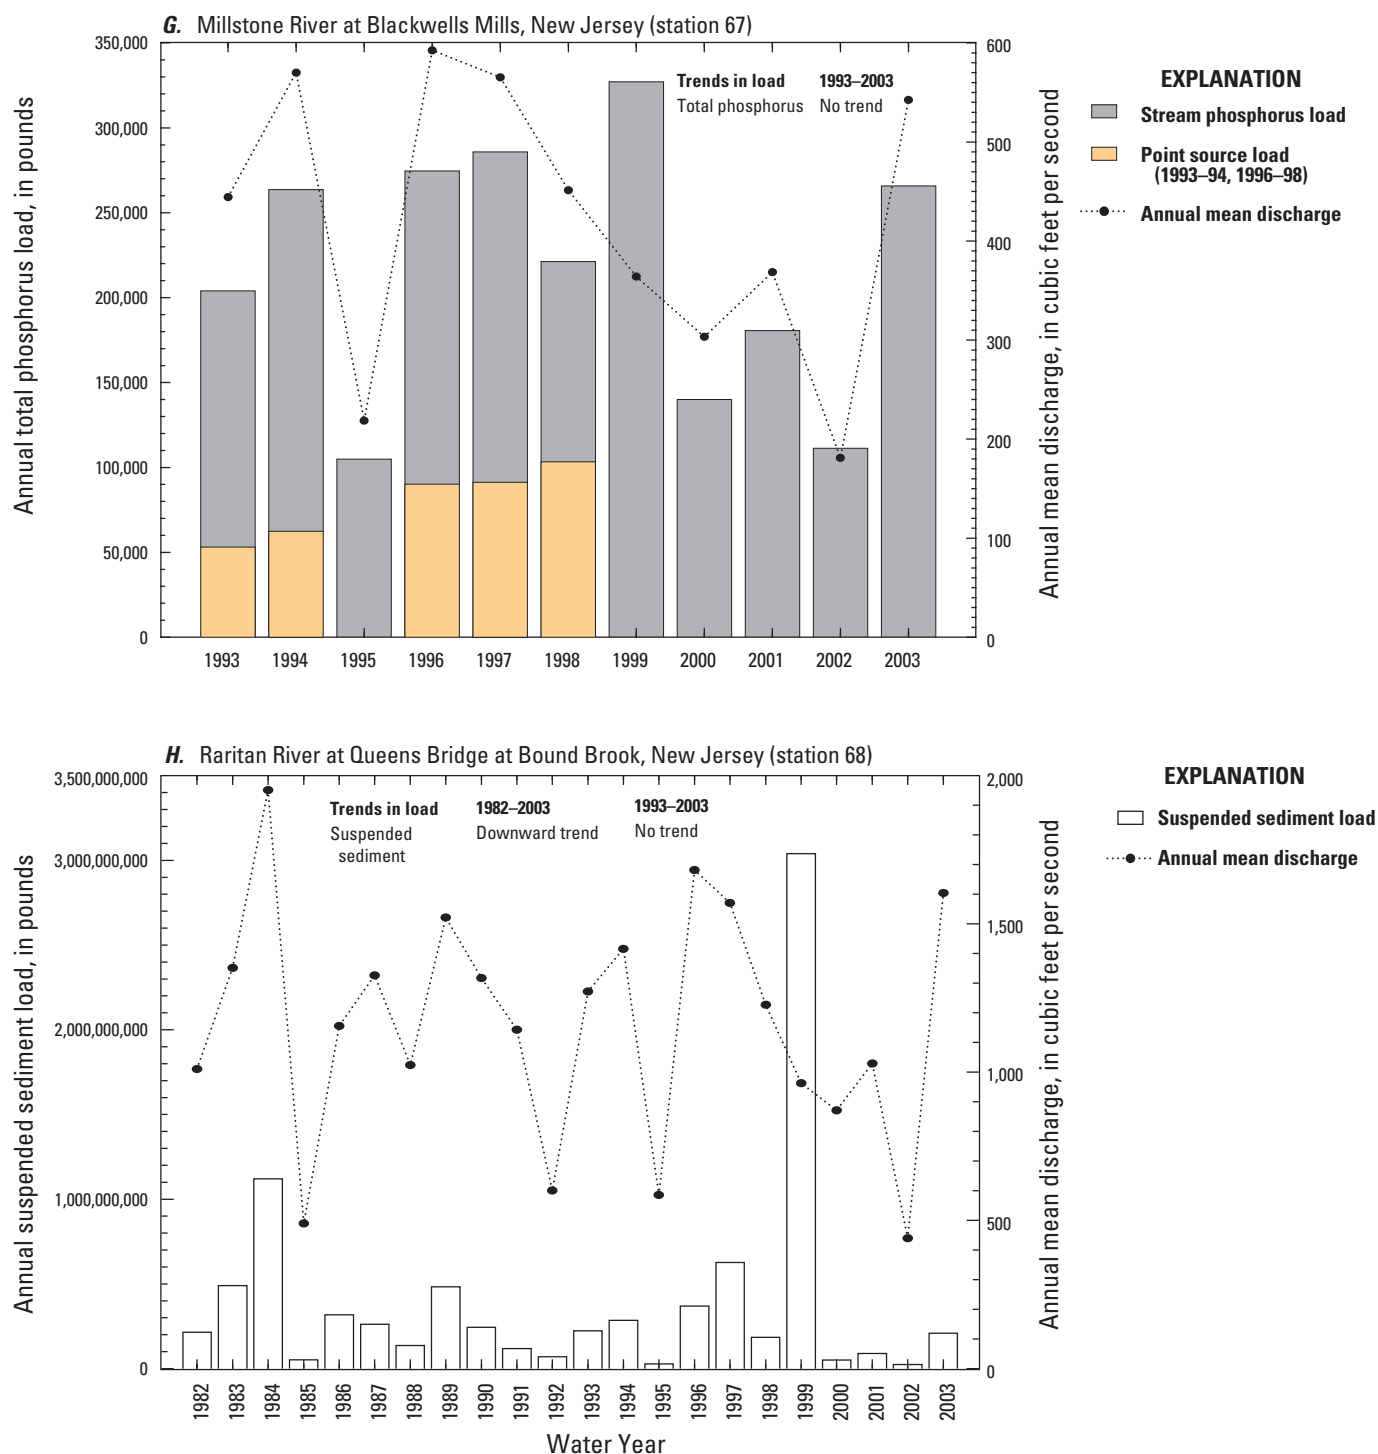 G. Millstone River at Blackwells Mills, New Jersey (station 67)
Annual total phosphorus load, in pounds
350,000
300,000
250,000
200,000
150,000
100,000
50,000
0
Trends in load 1993–2003
Total phosphorus No trend
600
500
400
300
200
100
0
Annual mean discharge, in cubic feet per second
1993 1994 1995 1996 1997 1998 1999 2000 2001 2002 2003
EXPLANATION
Stream phosphorus load
Point source load
(1993–94, 1996–98)
Annual mean discharge
H. Raritan River at Queens Bridge at Bound Brook, New Jersey (station 68)
Annual suspended sediment load, in pounds
3,500,000,000
3,000,000,000
2,000,000,000
1,000,000,000
0
Trends in load 1982–2003 1993–2003
Suspended Downward trend No trend
sediment
2,000
1,500
1,000
500
0
Annual mean discharge, in cubic feet per second
1982 1983 1984 1985 1986 1987 1988 1989 1990 1991 1992 1993 1994 1995 1996 1997 1998 1999 2000 2001 2002 2003
Water Year
EXPLANATION
Suspended sediment load
Annual mean discharge